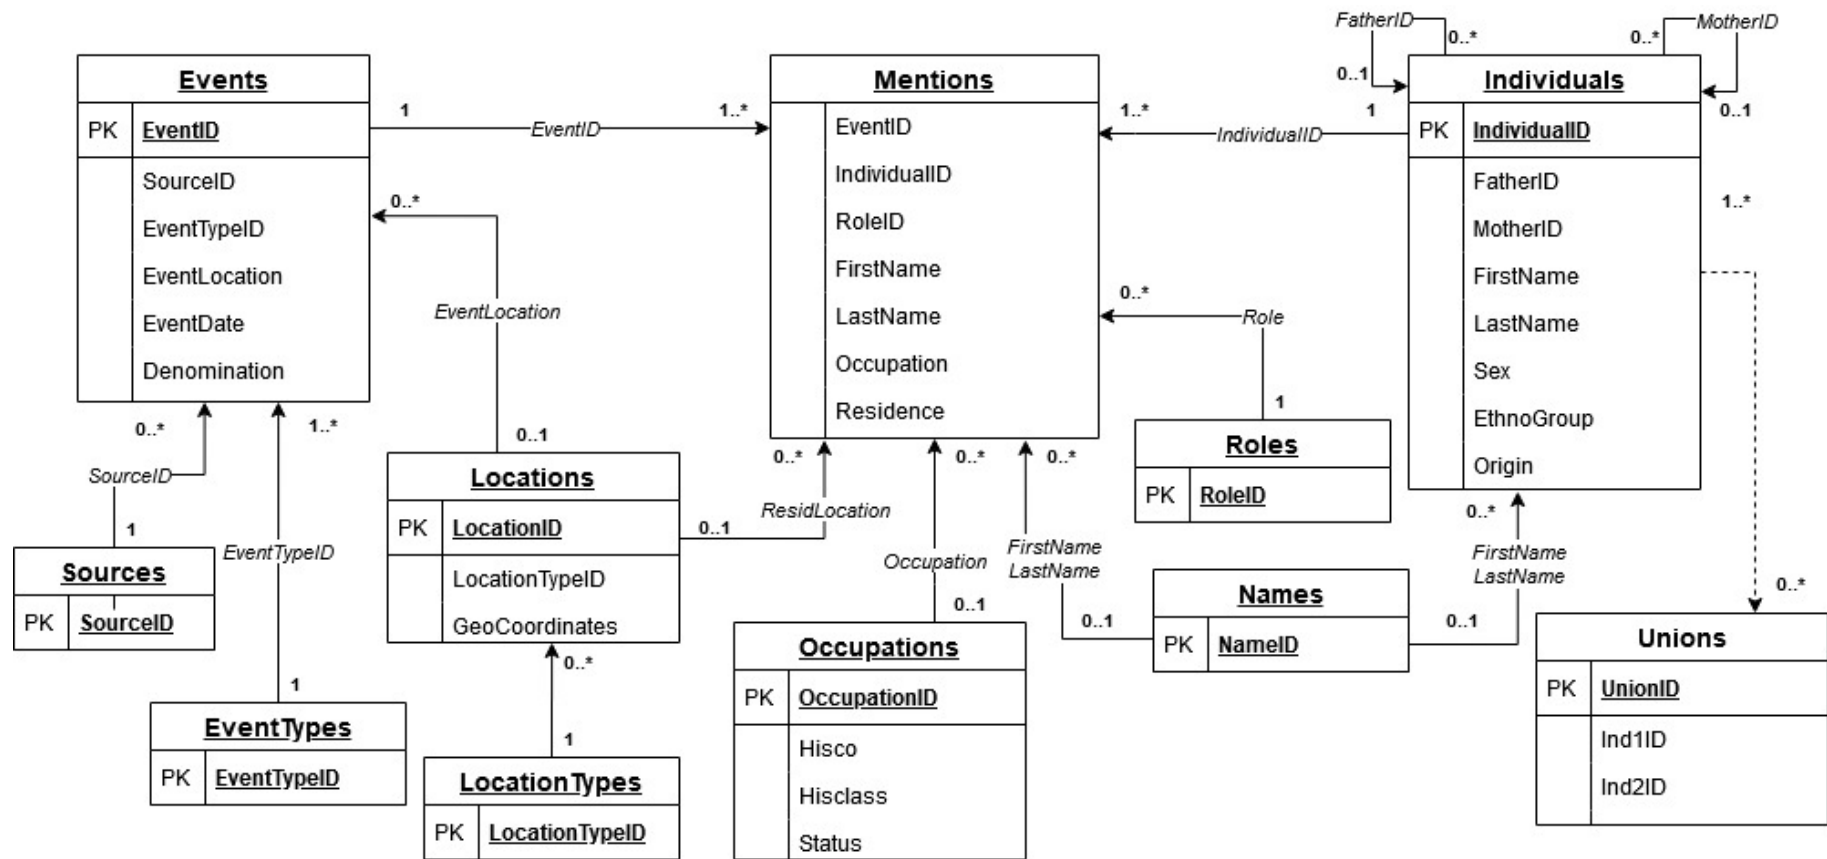 FatherID
0..*
0..*
MotherID
0..1
0..1
Events
PK
EventID
SourceID
EventTypeID
EventLocation
EventDate
Denomination
1
EventID
1..*
Mentions
EventID
IndividualID
RoleID
FirstName
LastName
Occupation
Residence
1..*
IndividualID
1
Individuals
PK
IndividualID
FatherID
MotherID
FirstName
LastName
Sex
EthnoGroup
Origin
1..*
0..*
EventLocation
0..1
0..*
Role
1
Roles
PK
RoleID
0..*
SourceID
1
Sources
PK
SourceID
1..*
EventTypeID
1
EventTypes
PK
EventTypeID
Locations
PK
LocationID
LocationTypeID
GeoCoordinates
0..1
ResidLocation
0..*
0..*
1
LocationTypes
PK
LocationTypeID
0..*
Occupation
0..1
Occupations
PK
OccupationID
Hisco
Hisclass
Status
0..*
FirstName
LastName
0..1
Names
PK
NameID
0..1
FirstName
LastName
0..*
0..*
Unions
PK
UnionID
Ind1ID
Ind2ID